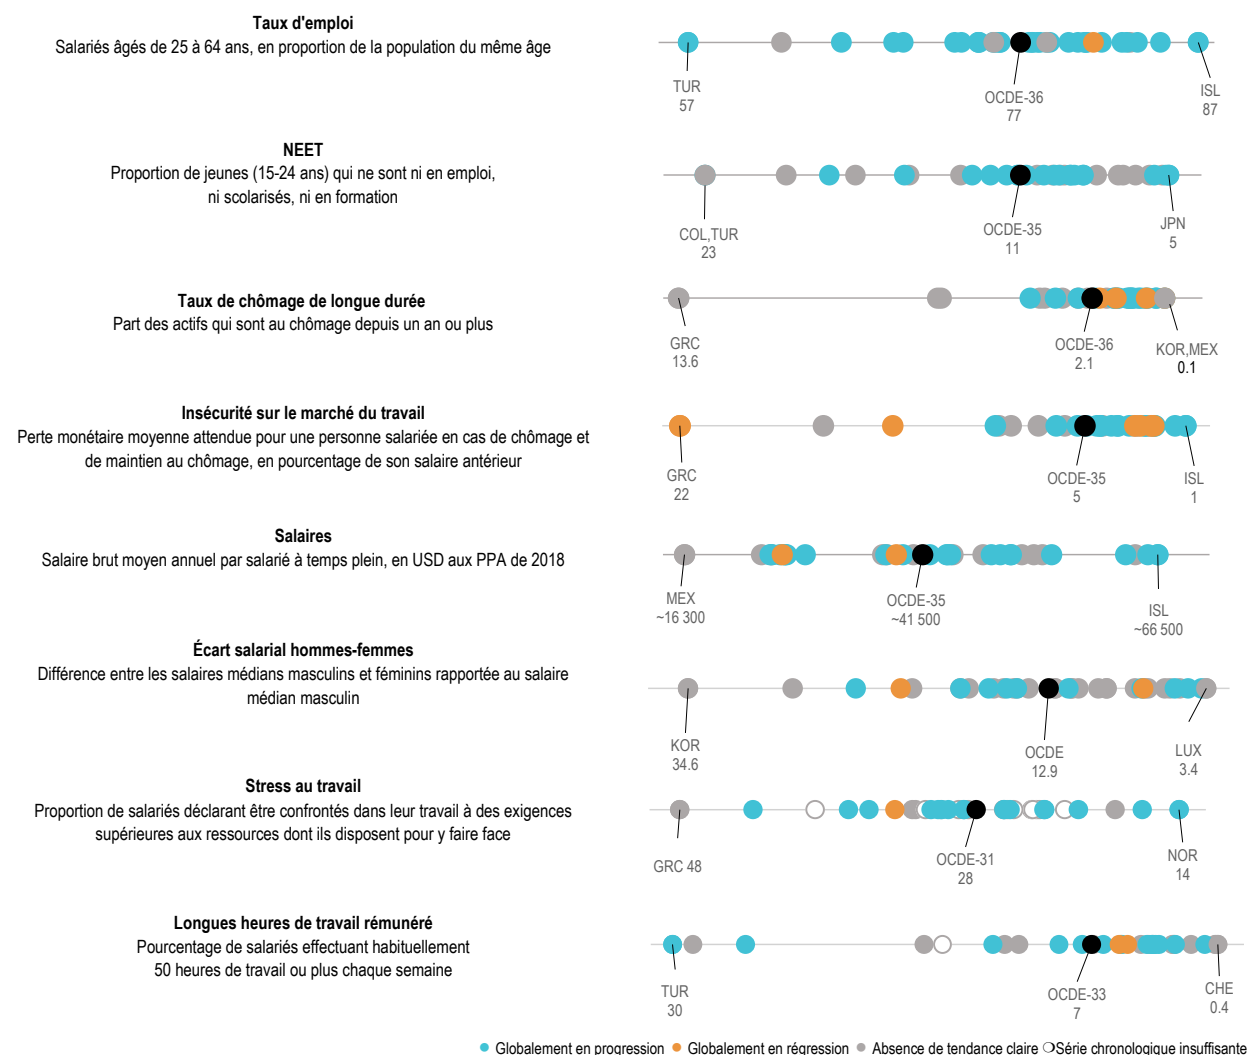 Taux d'emploi
Salariés âgés de 25 à 64 ans, en proportion de la population du même âge
TUR
57
OCDE-36
77
ISL
87
NEET
Proportion de jeunes (15-24 ans) qui ne sont ni en emploi,
ni scolarisés, ni en formation
COL,TUR
23
OCDE-35
11
JPN
5
Taux de chômage de longue durée
Part des actifs qui sont au chômage depuis un an ou plus
GRC
13.6
OCDE-36
2.1
KOR,MEX
0.1
Insécurité sur le marché du travail
Perte monétaire moyenne attendue pour une personne salariée en cas de chômage et
de maintien au chômage, en pourcentage de son salaire antérieur
GRC
22
OCDE-35
5
ISL
1
Salaires
Salaire brut moyen annuel par salarié à temps plein, en USD aux PPA de 2018
MEX
~16 300
OCDE-35
~41 500
ISL
~66 500
Écart salarial hommes-femmes
Différence entre les salaires médians masculins et féminins rapportée au salaire
médian masculin
KOR
34.6
OCDE
12.9
LUX
3.4
Stress au travail
Proportion de salariés déclarant être confrontés dans leur travail à des exigences
supérieures aux ressources dont ils disposent pour y faire face
GRC 48
OCDE-31
28
NOR
14
Longues heures de travail rémunéré
Pourcentage de salariés effectuant habituellement
50 heures de travail ou plus chaque semaine
TUR
30
OCDE-33
7
CHE
0.4
Globalement en progression Globalement en régression Absence de tendance claire Série chronologique insuffisante